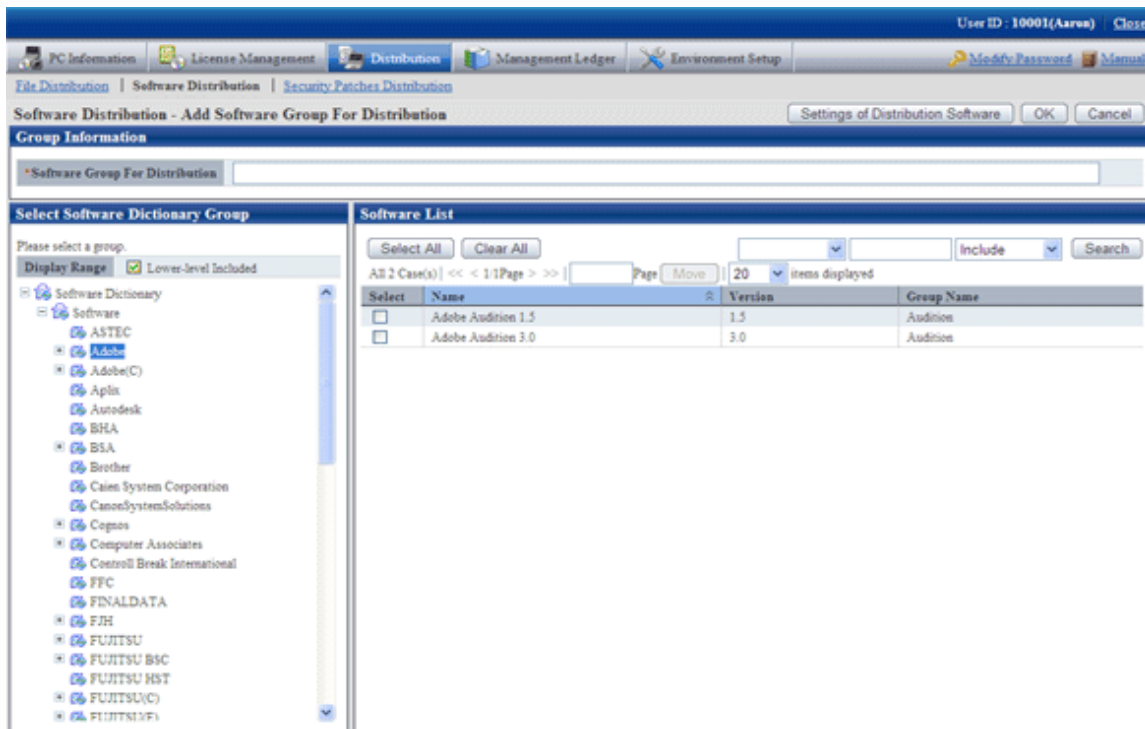 User ID : 10001(Aaron) Close
PC Information License Management Distribution Management Ledger Environment Setup Modify Password Manual
File Distribution | Software Distribution | Security Patches Distribution
Software Distribution - Add Software Group For Distribution Settings of Distribution Software OK Cancel
Group Information
*Software Group For Distribution
Select Software Dictionary Group
Please select a group.
Display Range Lower-level Included
Software Dictionary
Software
ASTEC
Adobe
Adobe(C)
Aplix
Autodesk
BHA
BSA
Brother
Caien System Corporation
CanonSystemSolutions
Cognos
Computer Associates
Controll Break International
FFC
FINALDATA
FJH
FUJITSU
FUJITSU BSC
FUJITSU HST
FUJITSU(C)
FUJITSU(F)
Software List
Select All Clear All Include Search
All 2 Case(s) | << < 1/1Page > >> | Page Move | 20 items displayed
Select Name Version Group Name
Adobe Audition 1.5 1.5 Audition
Adobe Audition 3.0 3.0 Audition